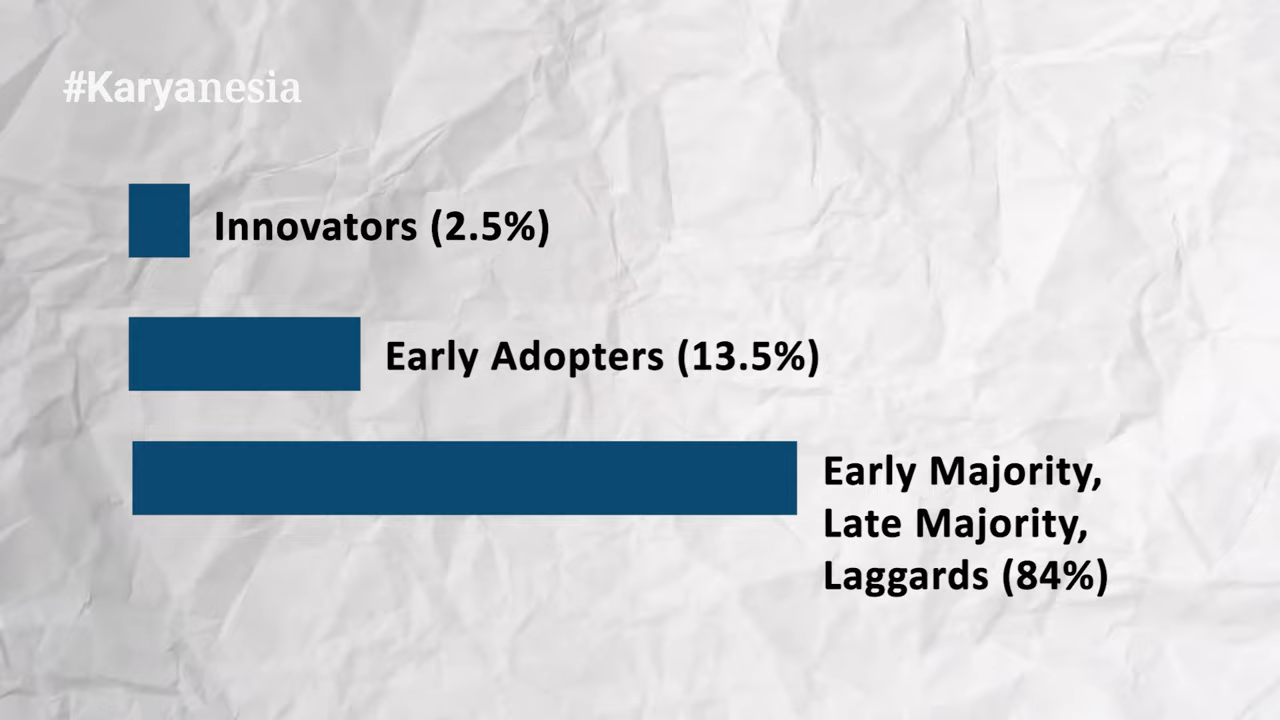 #Karyanesia
Innovators (2.5%)
Early Adopters (13.5%)
Early Majority,
Late Majority,
Laggards (84%)